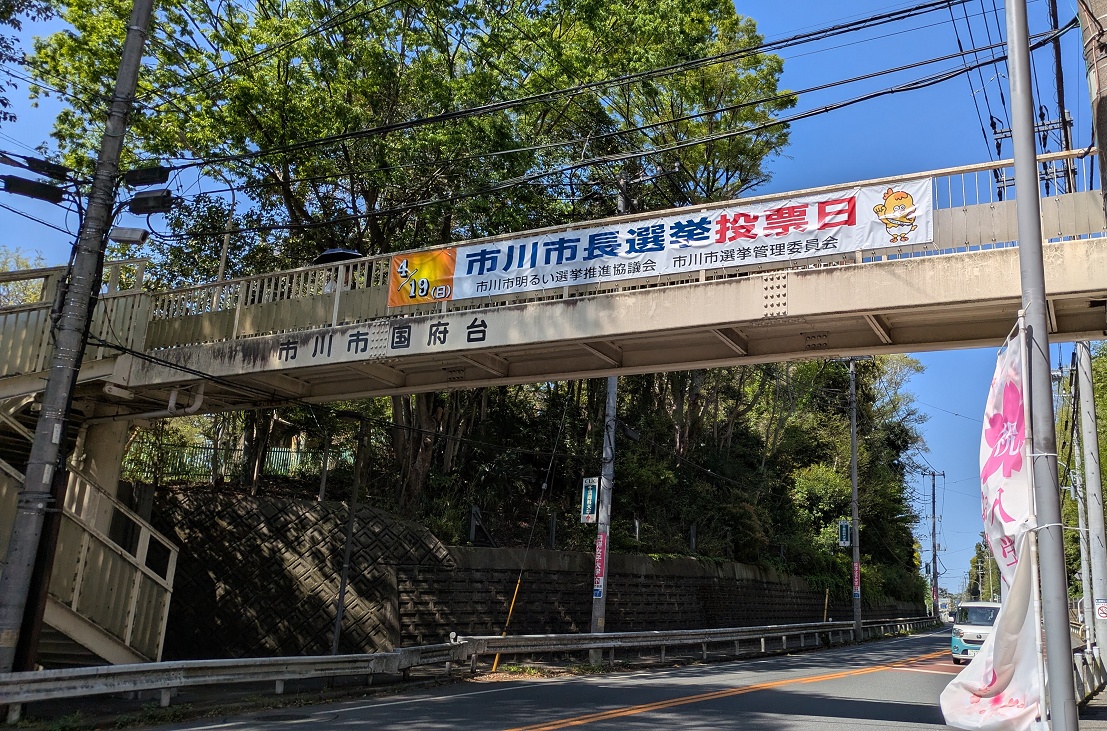 4/19(日)
市川市長選挙投票日
市川市明るい選挙推進協議会　市川市選挙管理委員会
市川市国府台